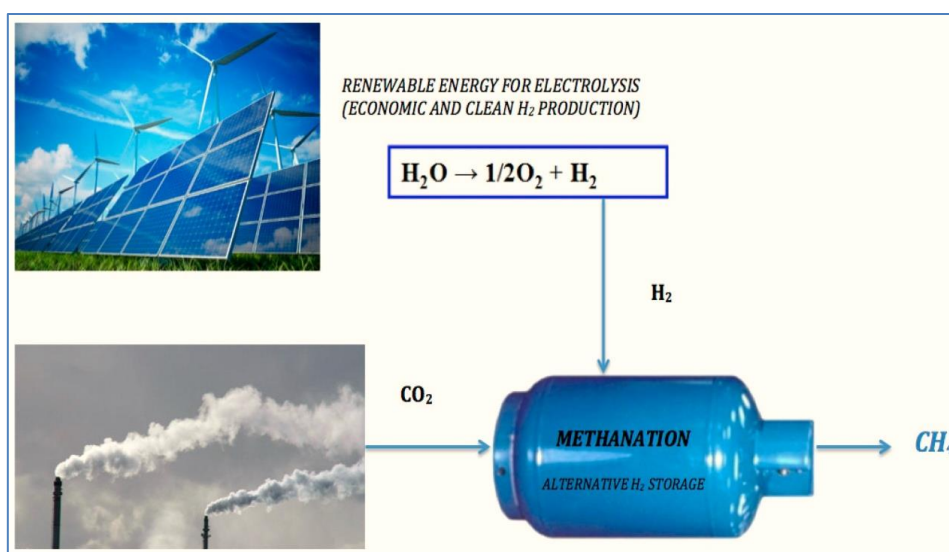 RENEWABLE ENERGY FOR ELECTROLYSIS
(ECONOMIC AND CLEAN H₂ PRODUCTION)
H₂O → 1/2O₂ + H₂
H₂
CO₂
METHANATION
ALTERNATIVE H₂ STORAGE